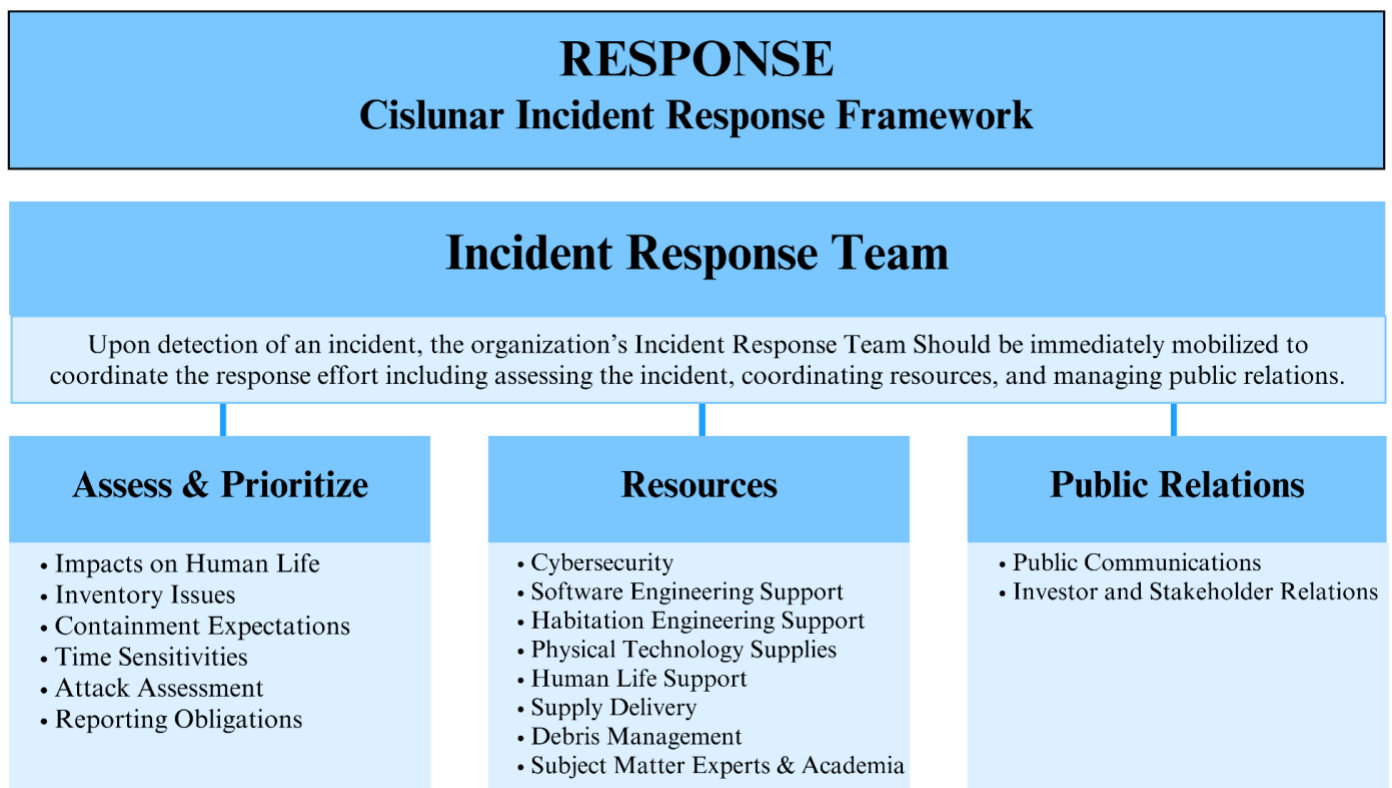 RESPONSE
Cislunar Incident Response Framework
Incident Response Team
Upon detection of an incident, the organization’s Incident Response Team Should be immediately mobilized to
coordinate the response effort including assessing the incident, coordinating resources, and managing public relations.
Assess & Prioritize
• Impacts on Human Life
• Inventory Issues
• Containment Expectations
• Time Sensitivities
• Attack Assessment
• Reporting Obligations
Resources
• Cybersecurity
• Software Engineering Support
• Habitation Engineering Support
• Physical Technology Supplies
• Human Life Support
• Supply Delivery
• Debris Management
• Subject Matter Experts & Academia
Public Relations
• Public Communications
• Investor and Stakeholder Relations